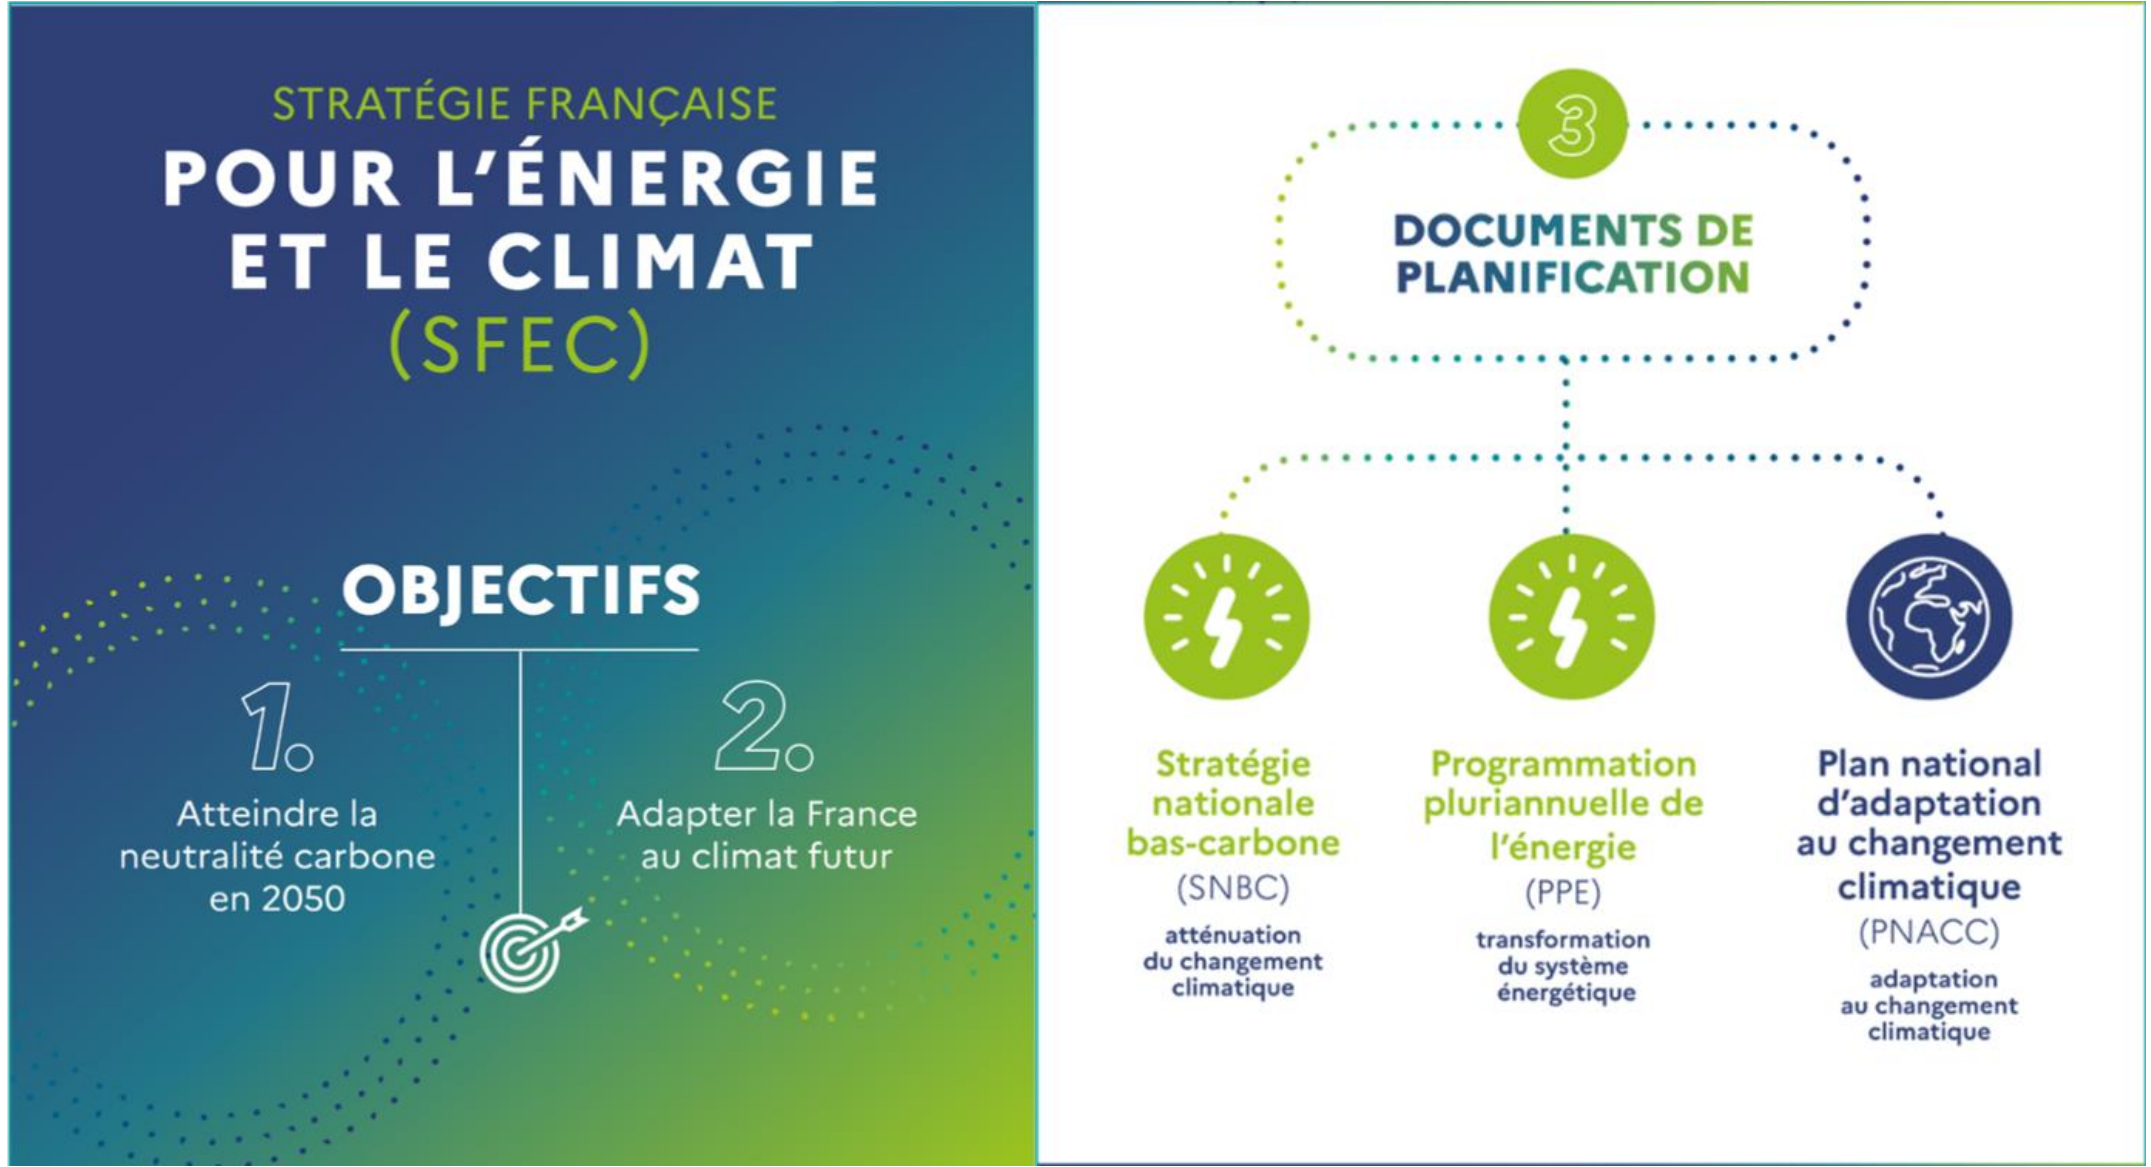 STRATÉGIE FRANÇAISE
POUR L'ÉNERGIE
ET LE CLIMAT
(SFEC)
OBJECTIFS
1.
Atteindre la
neutralité carbone
en 2050
2.
Adapter la France
au climat futur
3
DOCUMENTS DE
PLANIFICATION
Stratégie
nationale
bas-carbone
(SNBC)
atténuation
du changement
climatique
Programmation
pluriannuelle de
l'énergie
(PPE)
transformation
du système
énergétique
Plan national
d'adaptation
au changement
climatique
(PNACC)
adaptation
au changement
climatique